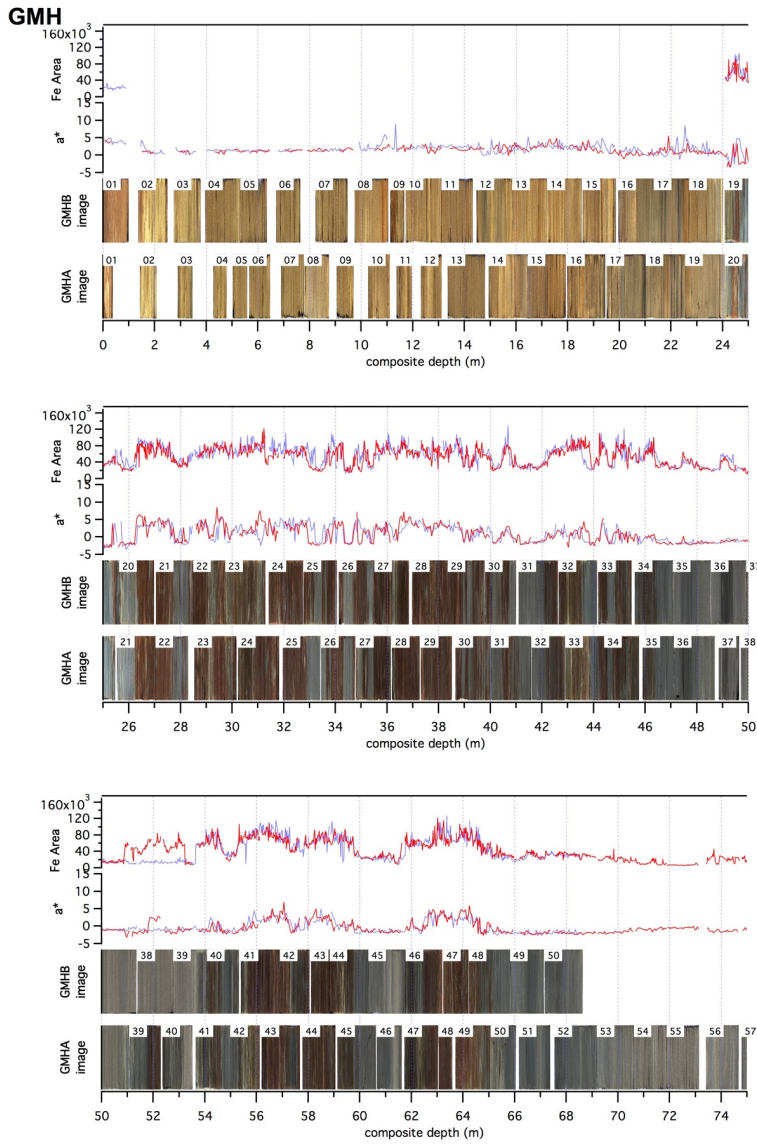 GMH
160x10³
120
80
40
0
Fe Area
15
10
5
0
-5
a*
01 02 03 04 05 06 07 08 09 10 11 12 13 14 15 16 17 18 19
GMHB
image
01 02 03 04 05 06 07 08 09 10 11 12 13 14 15 16 17 18 19 20
GMHA
image
0 2 4 6 8 10 12 14 16 18 20 22 24
composite depth (m)
160x10³
120
80
40
0
Fe Area
15
10
5
0
-5
a*
20 21 22 23 24 25 26 27 28 29 30 31 32 33 34 35 36
GMHB
image
21 22 23 24 25 26 27 28 29 30 31 32 33 34 35 36 37 38
GMHA
image
26 28 30 32 34 36 38 40 42 44 46 48 50
composite depth (m)
160x10³
120
80
40
0
Fe Area
15
10
5
0
-5
a*
38 39 40 41 42 43 44 45 46 47 48 49 50
GMHB
image
39 40 41 42 43 44 45 46 47 48 49 50 51 52 53 54 55 56 57
GMHA
image
50 52 54 56 58 60 62 64 66 68 70 72 74
composite depth (m)